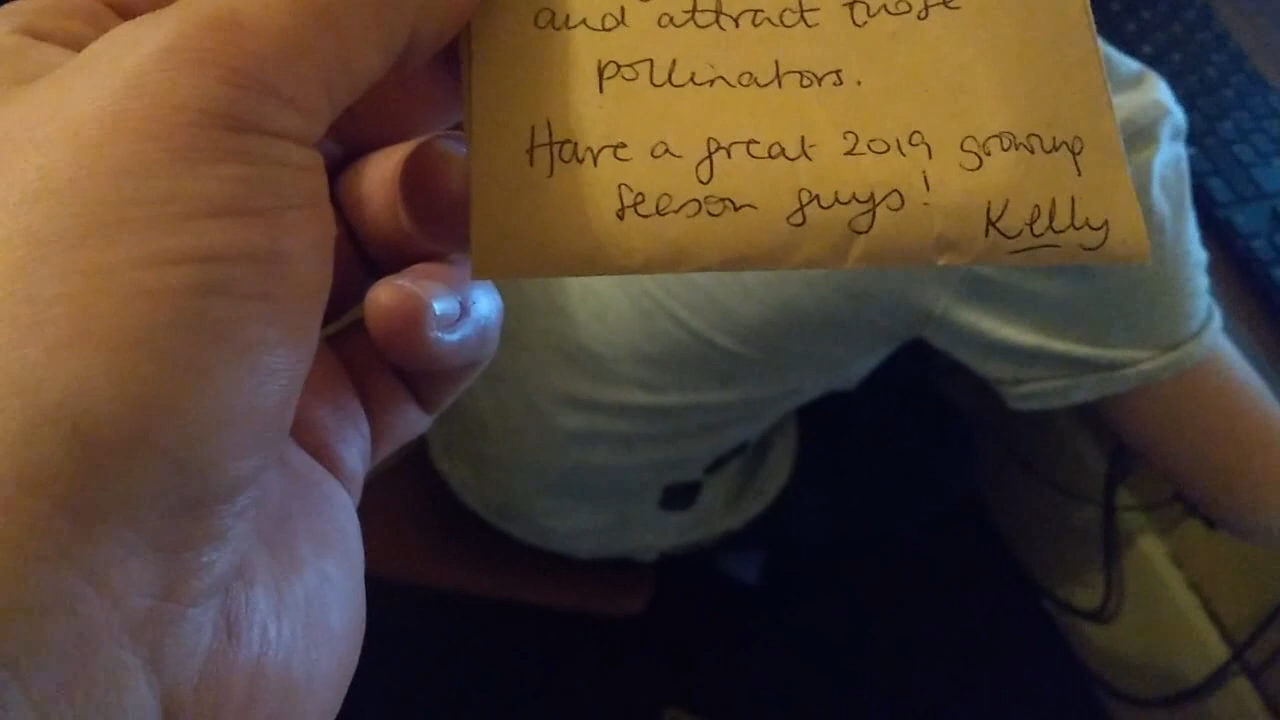 and attract those
pollinators.
Have a great 2019 growing
season guys!
Kelly